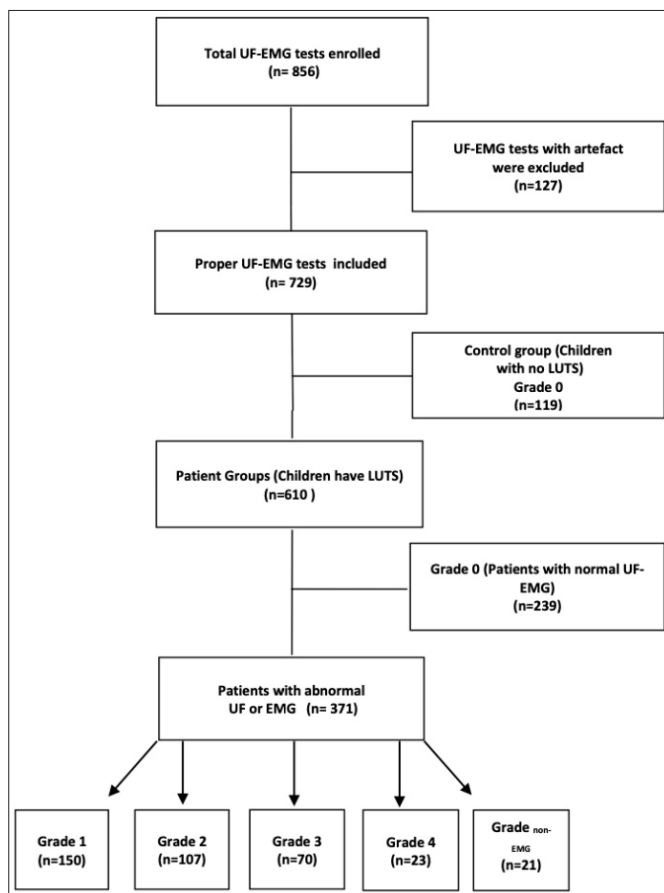 Total UF-EMG tests enrolled
(n= 856)
UF-EMG tests with artefact
were excluded
(n=127)
Proper UF-EMG tests included
(n= 729)
Control group (Children
with no LUTS)
Grade 0
(n=119)
Patient Groups (Children have LUTS)
(n=610 )
Grade 0 (Patients with normal UF-
EMG)
(n=239)
Patients with abnormal
UF or EMG (n= 371)
Grade 1
(n=150)
Grade 2
(n=107)
Grade 3
(n=70)
Grade 4
(n=23)
Grade non-
EMG
(n=21)